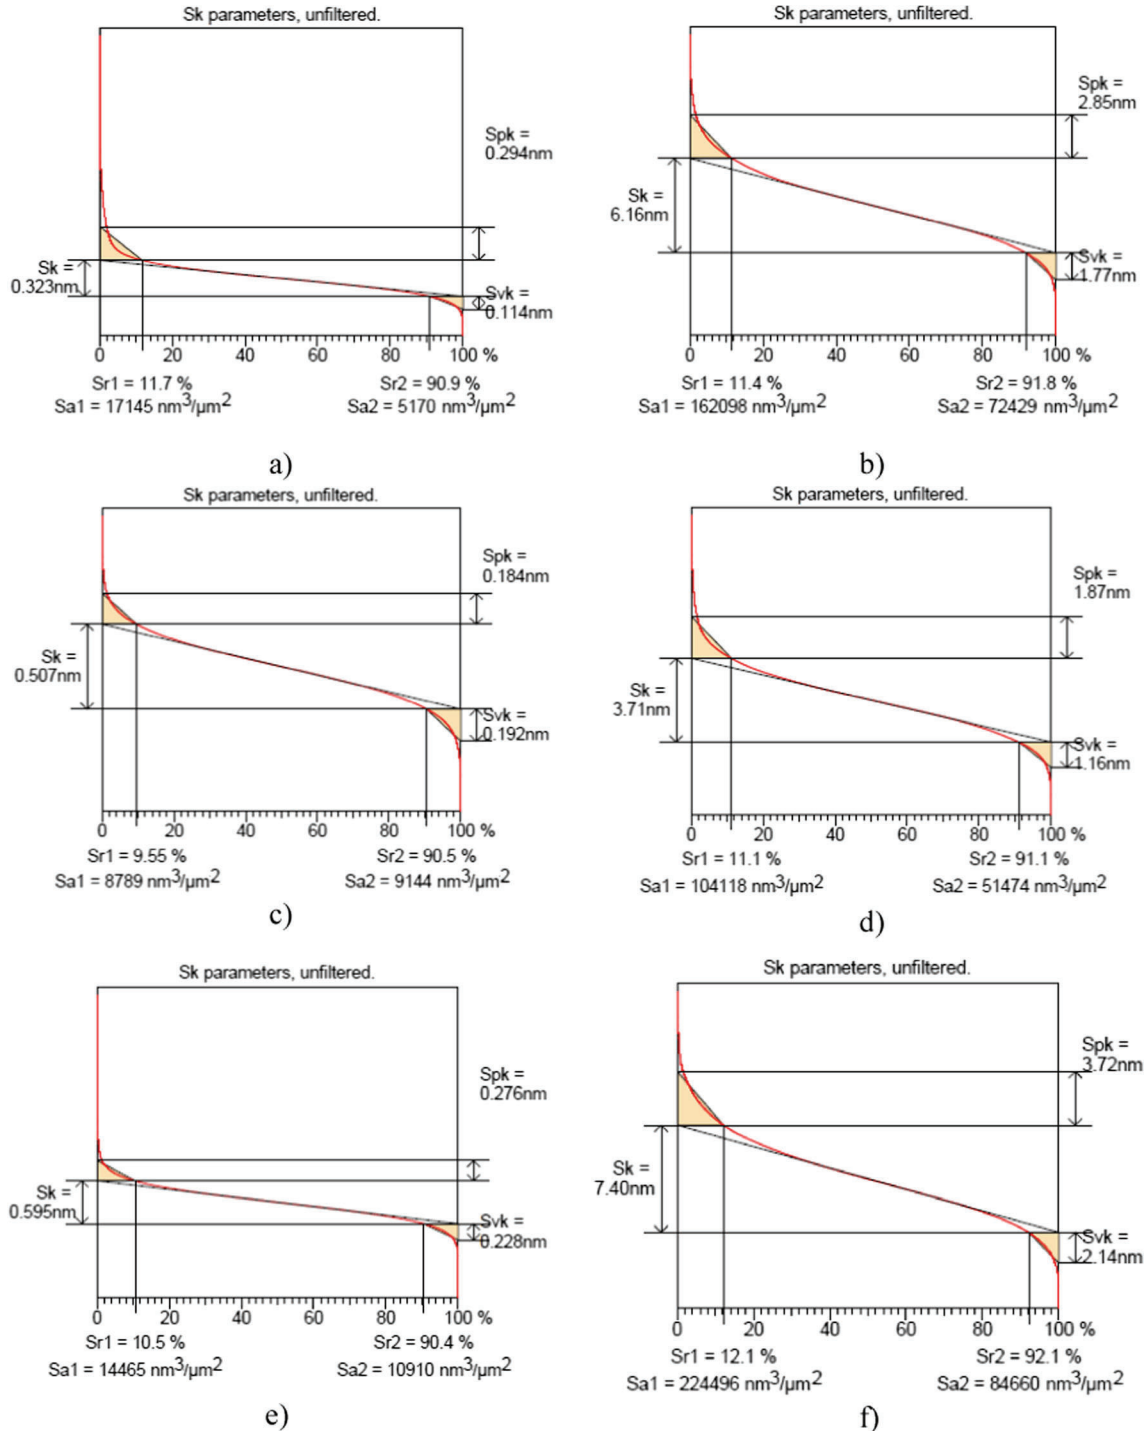 Sk parameters, unfiltered.
Spk =
0.294nm
Sk =
0.323nm
Svk =
0.114nm
0 20 40 60 80 100 %
Sr1 = 11.7 % Sr2 = 90.9 %
Sa1 = 17145 nm³/µm² Sa2 = 5170 nm³/µm²
a)
Sk parameters, unfiltered.
Spk =
2.85nm
Sk =
6.16nm
Svk =
1.77nm
0 20 40 60 80 100 %
Sr1 = 11.4 % Sr2 = 91.8 %
Sa1 = 162098 nm³/µm² Sa2 = 72429 nm³/µm²
b)
Sk parameters, unfiltered.
Spk =
0.184nm
Sk =
0.507nm
Svk =
0.192nm
0 20 40 60 80 100 %
Sr1 = 9.55 % Sr2 = 90.5 %
Sa1 = 8789 nm³/µm² Sa2 = 9144 nm³/µm²
c)
Sk parameters, unfiltered.
Spk =
1.87nm
Sk =
3.71nm
Svk =
1.16nm
0 20 40 60 80 100 %
Sr1 = 11.1 % Sr2 = 91.1 %
Sa1 = 104118 nm³/µm² Sa2 = 51474 nm³/µm²
d)
Sk parameters, unfiltered.
Spk =
0.276nm
Sk =
0.595nm
Svk =
0.228nm
0 20 40 60 80 100 %
Sr1 = 10.5 % Sr2 = 90.4 %
Sa1 = 14465 nm³/µm² Sa2 = 10910 nm³/µm²
e)
Sk parameters, unfiltered.
Spk =
3.72nm
Sk =
7.40nm
Svk =
2.14nm
0 20 40 60 80 100 %
Sr1 = 12.1 % Sr2 = 92.1 %
Sa1 = 224496 nm³/µm² Sa2 = 84660 nm³/µm²
f)